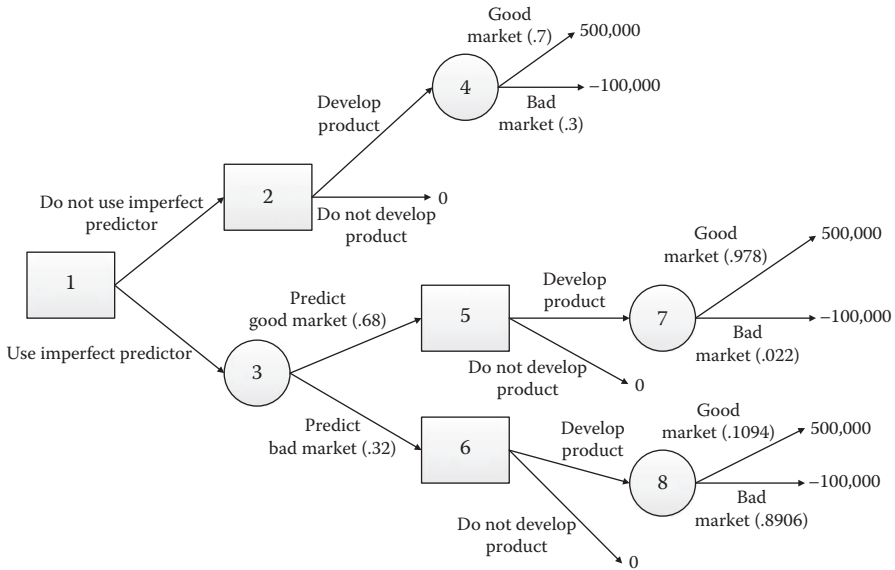 Good
market (.7)
500,000
4
−100,000
Bad
market (.3)
Develop
product
2
0
Do not develop
product
Do not use imperfect
predictor
1
Use imperfect predictor
3
Predict
good market (.68)
5
Develop
product
7
Good
market (.978)
500,000
−100,000
Bad
market (.022)
Do not develop
product
0
Predict
bad market (.32)
6
Develop
product
8
Good
market (.1094)
500,000
−100,000
Bad
market (.8906)
Do not develop
product
0